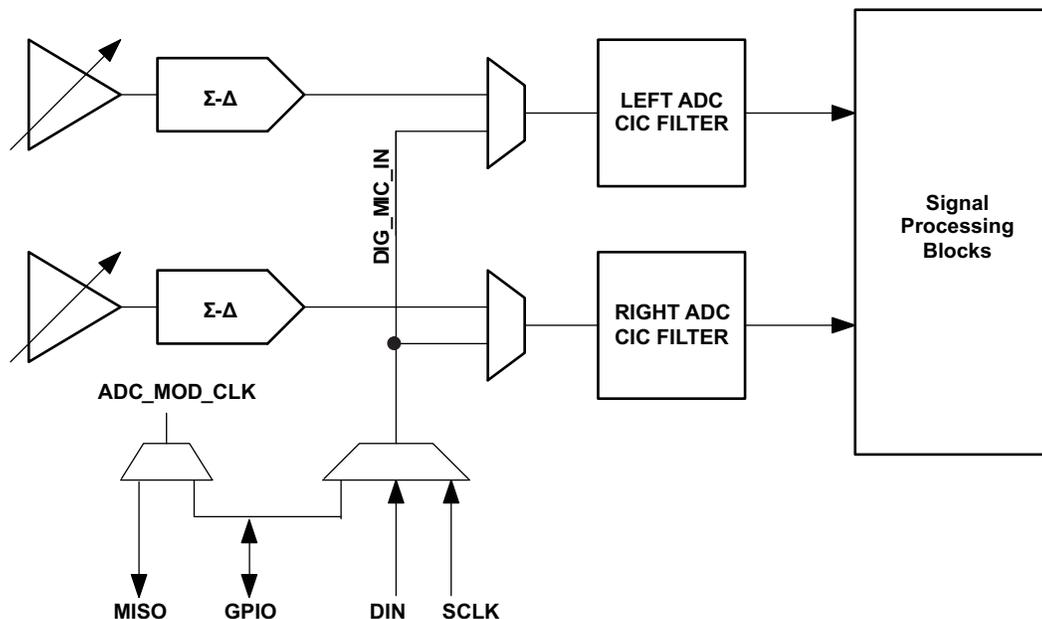 Σ-Δ
LEFT ADC
CIC FILTER
Signal
Processing
Blocks
DIG_MIC_IN
Σ-Δ
RIGHT ADC
CIC FILTER
ADC_MOD_CLK
MISO
GPIO
DIN
SCLK